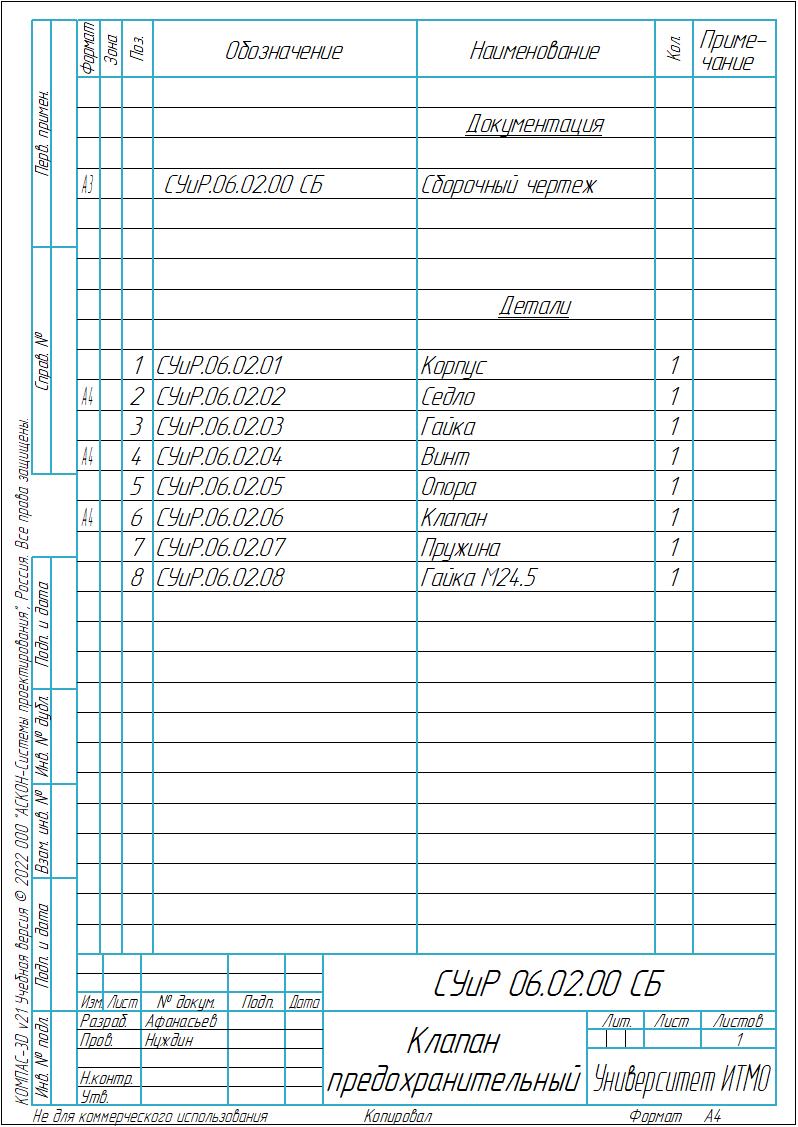 Формат Зона Поз. Обозначение Наименование Кол. Приме-
чание
Документация
А3 СУиР.06.02.00 СБ Сборочный чертеж
Детали
1 СУиР.06.02.01 Корпус 1
А4 2 СУиР.06.02.02 Седло 1
3 СУиР.06.02.03 Гайка 1
А4 4 СУиР.06.02.04 Винт 1
5 СУиР.06.02.05 Опора 1
А4 6 СУиР.06.02.06 Клапан 1
7 СУиР.06.02.07 Пружина 1
8 СУиР.06.02.08 Гайка М24.5 1
Перв. примен.
Справ. №
Подп. и дата
Инв. № дубл.
Взам. инв. №
Подп. и дата
Инв. № подл.
КОМПАС-3D v21 Учебная версия © 2022 ООО "АСКОН-Системы проектирования", Россия. Все права защищены.
СУиР 06.02.00 СБ
Изм. Лист № докум. Подп. Дата
Разраб. Афанасьев
Пров. Нуждин
Н.контр.
Утв.
Клапан
предохранительный
Лит. Лист Листов
1
Университет ИТМО
Не для коммерческого использования Копировал Формат А4